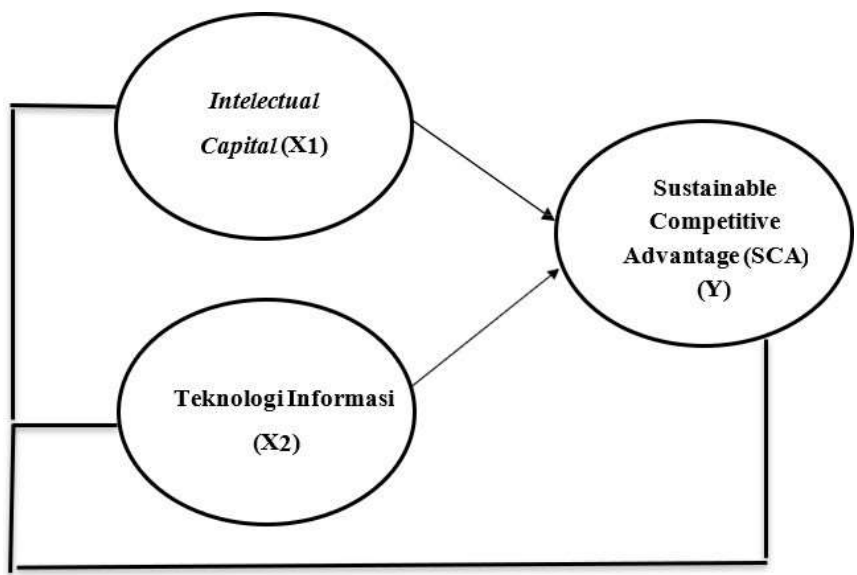 Intelectual
Capital (X1)
Sustainable
Competitive
Advantage (SCA)
(Y)
Teknologi Informasi
(X2)